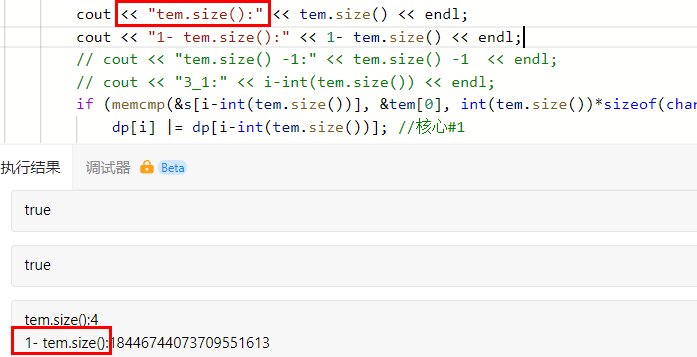 cout << "tem.size():" << tem.size() << endl;
cout << "1- tem.size():" << 1- tem.size() << endl;
// cout << "tem.size() -1:" << tem.size() -1  << endl;
// cout << "3_1:" << i-int(tem.size()) << endl;
if (memcmp(&s[i-int(tem.size())], &tem[0], int(tem.size())*sizeof(char
dp[i] |= dp[i-int(tem.size())]; //核心#1
执行结果 调试器 Beta
true
true
tem.size():4
1- tem.size():18446744073709551613